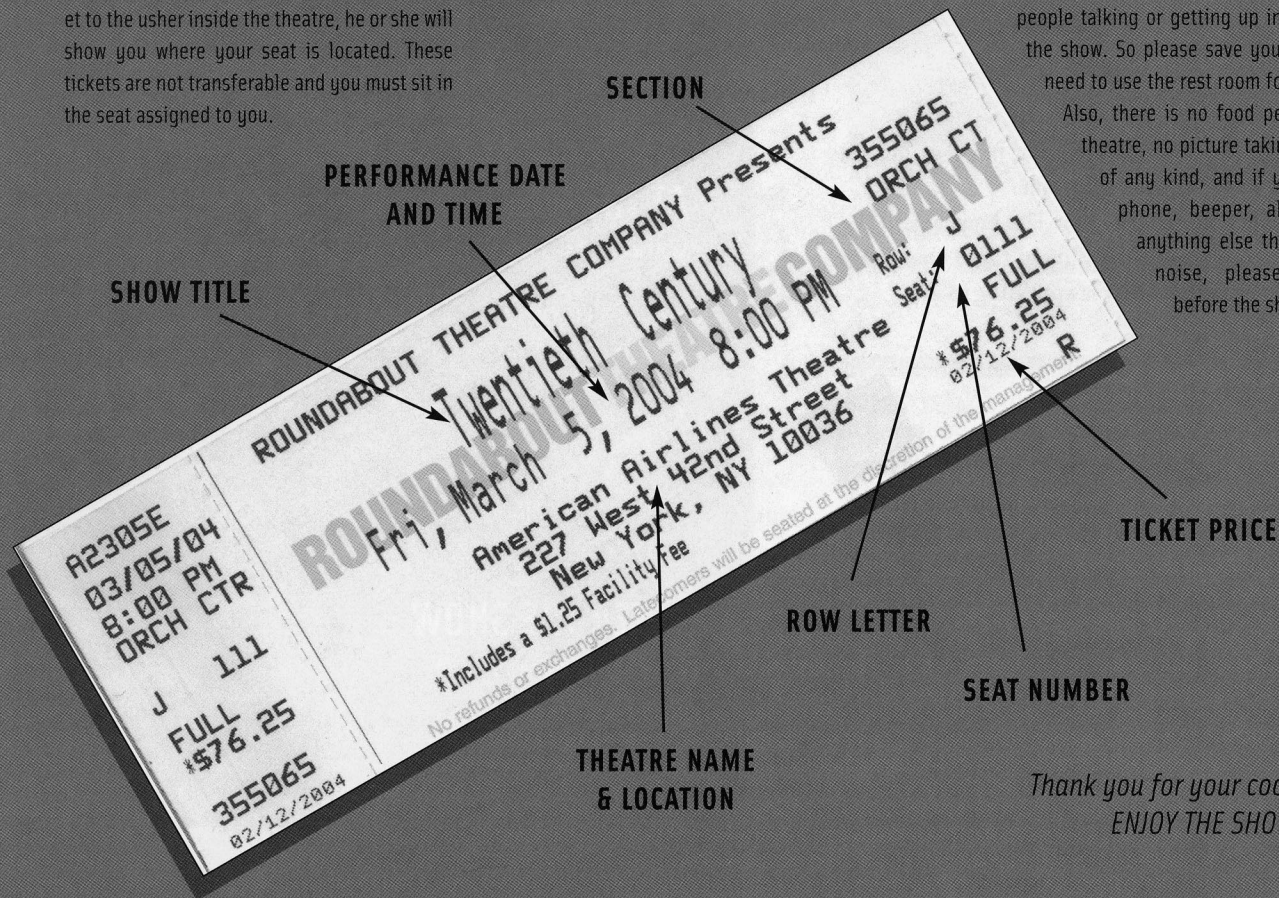 et to the usher inside the theatre, he or she will
show you where your seat is located. These
tickets are not transferable and you must sit in
the seat assigned to you.
people talking or getting up in
the show. So please save you
need to use the rest room fo
Also, there is no food pe
theatre, no picture takin
of any kind, and if y
phone, beeper, al
anything else th
noise, please
before the sh
SECTION
PERFORMANCE DATE
AND TIME
SHOW TITLE
ROUNDABOUT THEATRE COMPANY Presents
ROUNDABOUT THEATRE COMPANY
Twentieth Century
Fri, March 5, 2004 8:00 PM
American Airlines Theatre
227 West 42nd Street
New York, NY 10036
*Includes a $1.25 Facility Fee
No refunds or exchanges. Latecomers will be seated at the discretion of the management
355065
ORCH CT
Row: J
Seat: 0111
FULL
*$76.25
02/12/2004
R
A2305E
03/05/04
8:00 PM
ORCH CTR
J 111
FULL
*$76.25
355065
02/12/2004
TICKET PRICE
ROW LETTER
SEAT NUMBER
THEATRE NAME
& LOCATION
Thank you for your coo
ENJOY THE SHO